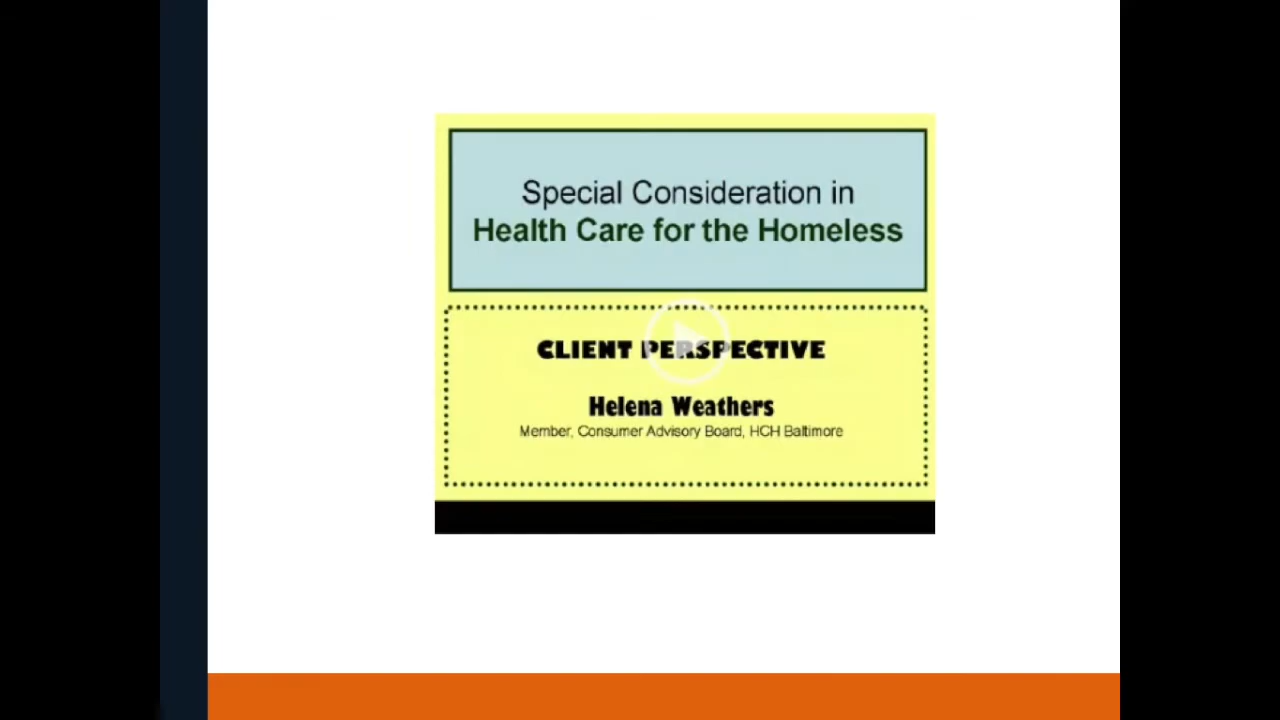 Special Consideration in
Health Care for the Homeless
CLIENT PERSPECTIVE
Helena Weathers
Member, Consumer Advisory Board, HCH Baltimore